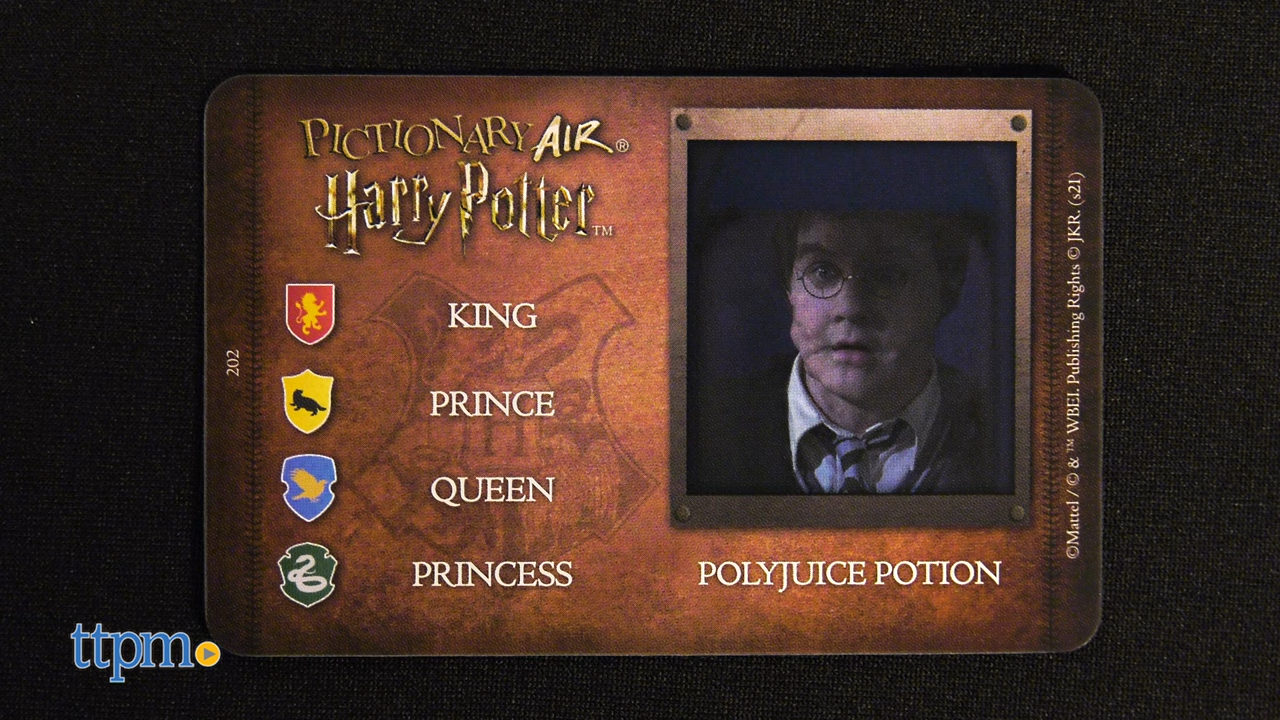 PICTIONARY AIR®
Harry Potter™
KING
PRINCE
QUEEN
PRINCESS
POLYJUICE POTION
202
©Mattel / © & ™ WBEI. Publishing Rights © JKR. (s21)
ttpm